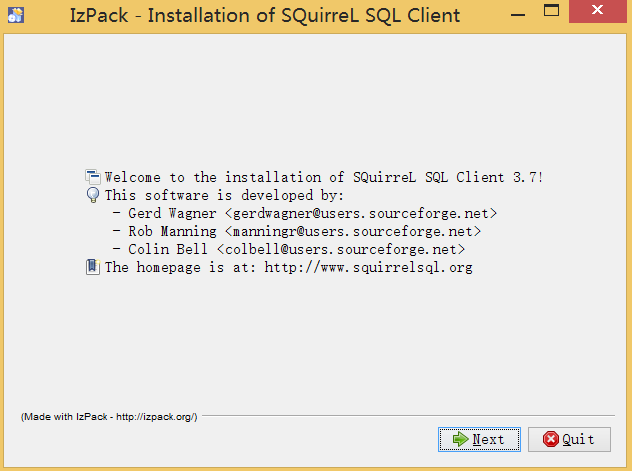 IzPack - Installation of SQuirreL SQL Client
Welcome to the installation of SQuirreL SQL Client 3.7!
This software is developed by:
- Gerd Wagner <gerdwagner@users.sourceforge.net>
- Rob Manning <manningr@users.sourceforge.net>
- Colin Bell <colbell@users.sourceforge.net>
The homepage is at: http://www.squirrelsql.org
(Made with IzPack - http://izpack.org/)
Next Quit